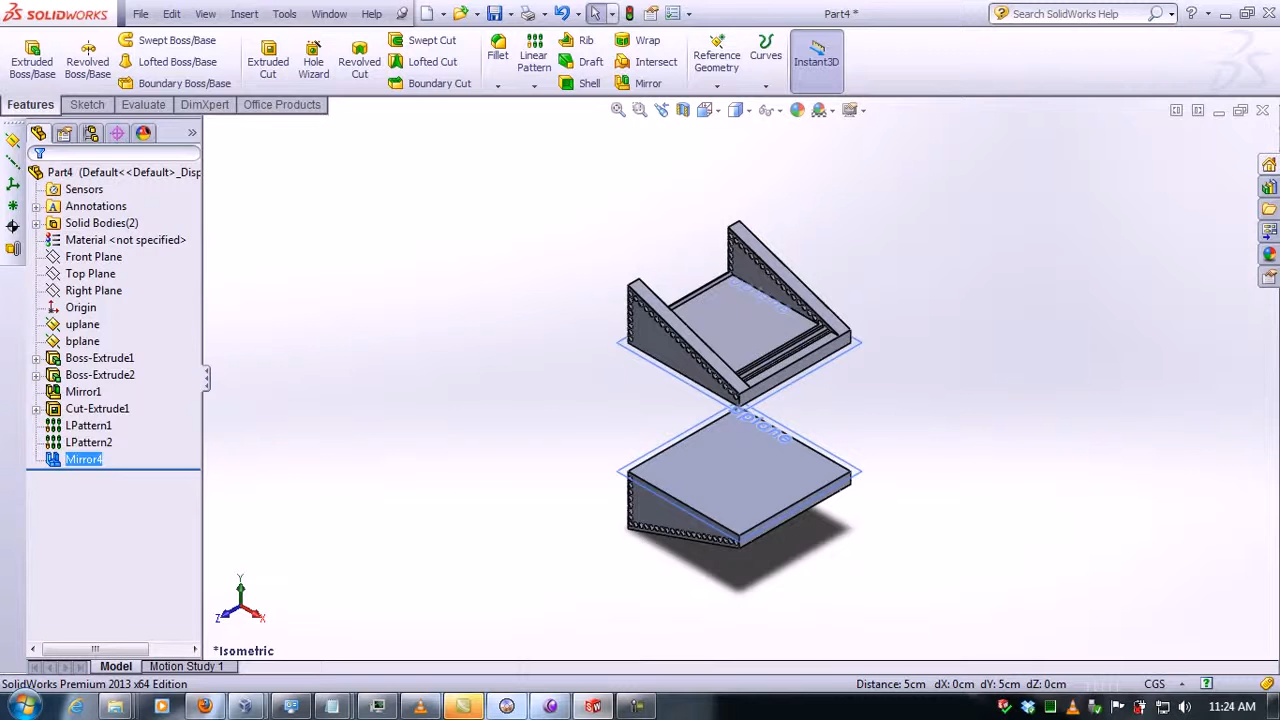 SOLIDWORKS File Edit View Insert Tools Window Help Part4 * Search SolidWorks Help
Extruded Boss/Base Revolved Boss/Base Swept Boss/Base Lofted Boss/Base Boundary Boss/Base Extruded Cut Hole Wizard Revolved Cut Swept Cut Lofted Cut Boundary Cut Fillet Linear Pattern Rib Draft Shell Wrap Intersect Mirror Reference Geometry Curves Instant3D
Features Sketch Evaluate DimXpert Office Products
Part4 (Default<<Default>_Disp
Sensors
Annotations
Solid Bodies(2)
Material <not specified>
Front Plane
Top Plane
Right Plane
Origin
uplane
bplane
Boss-Extrude1
Boss-Extrude2
Mirror1
Cut-Extrude1
LPattern1
LPattern2
Mirror4
Y
Z X
*Isometric
Model Motion Study 1
SolidWorks Premium 2013 x64 Edition Distance: 5cm dX: 0cm dY: 5cm dZ: 0cm CGS
11:24 AM